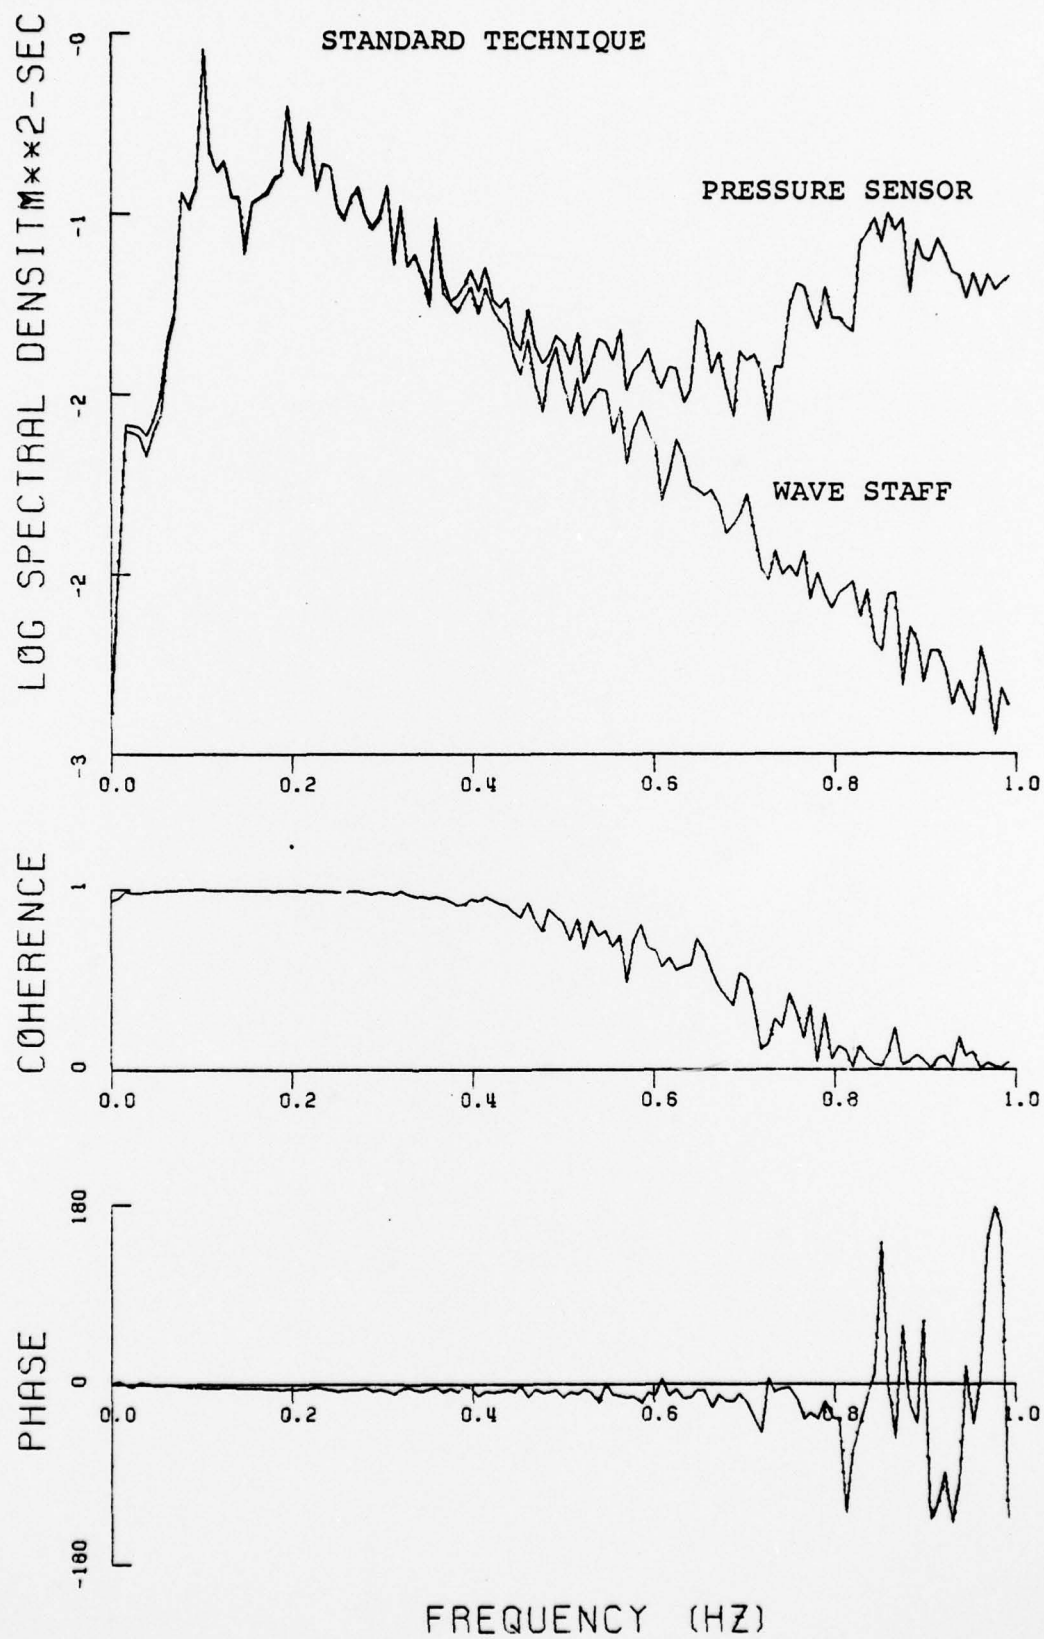 STANDARD TECHNIQUE
LOG SPECTRAL DENSITM**2-SEC
-0
-1
-2
-2
-3
PRESSURE SENSOR
WAVE STAFF
0.0 0.2 0.4 0.6 0.8 1.0
COHERENCE
1
0
0.0 0.2 0.4 0.6 0.8 1.0
PHASE
180
0
-180
0.0 0.2 0.4 0.6 0.8 1.0
FREQUENCY (HZ)